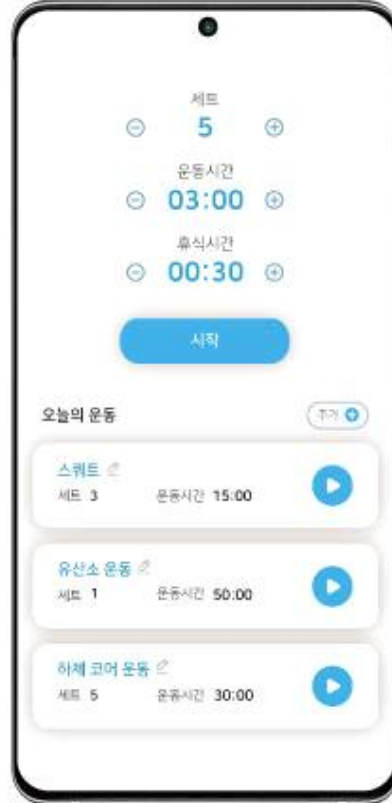 세트
5
운동시간
03:00
휴식시간
00:30
시작
오늘의 운동
추가
스쿼트
세트 3 운동시간 15:00
유산소 운동
세트 1 운동시간 50:00
하체 코어 운동
세트 5 운동시간 30:00